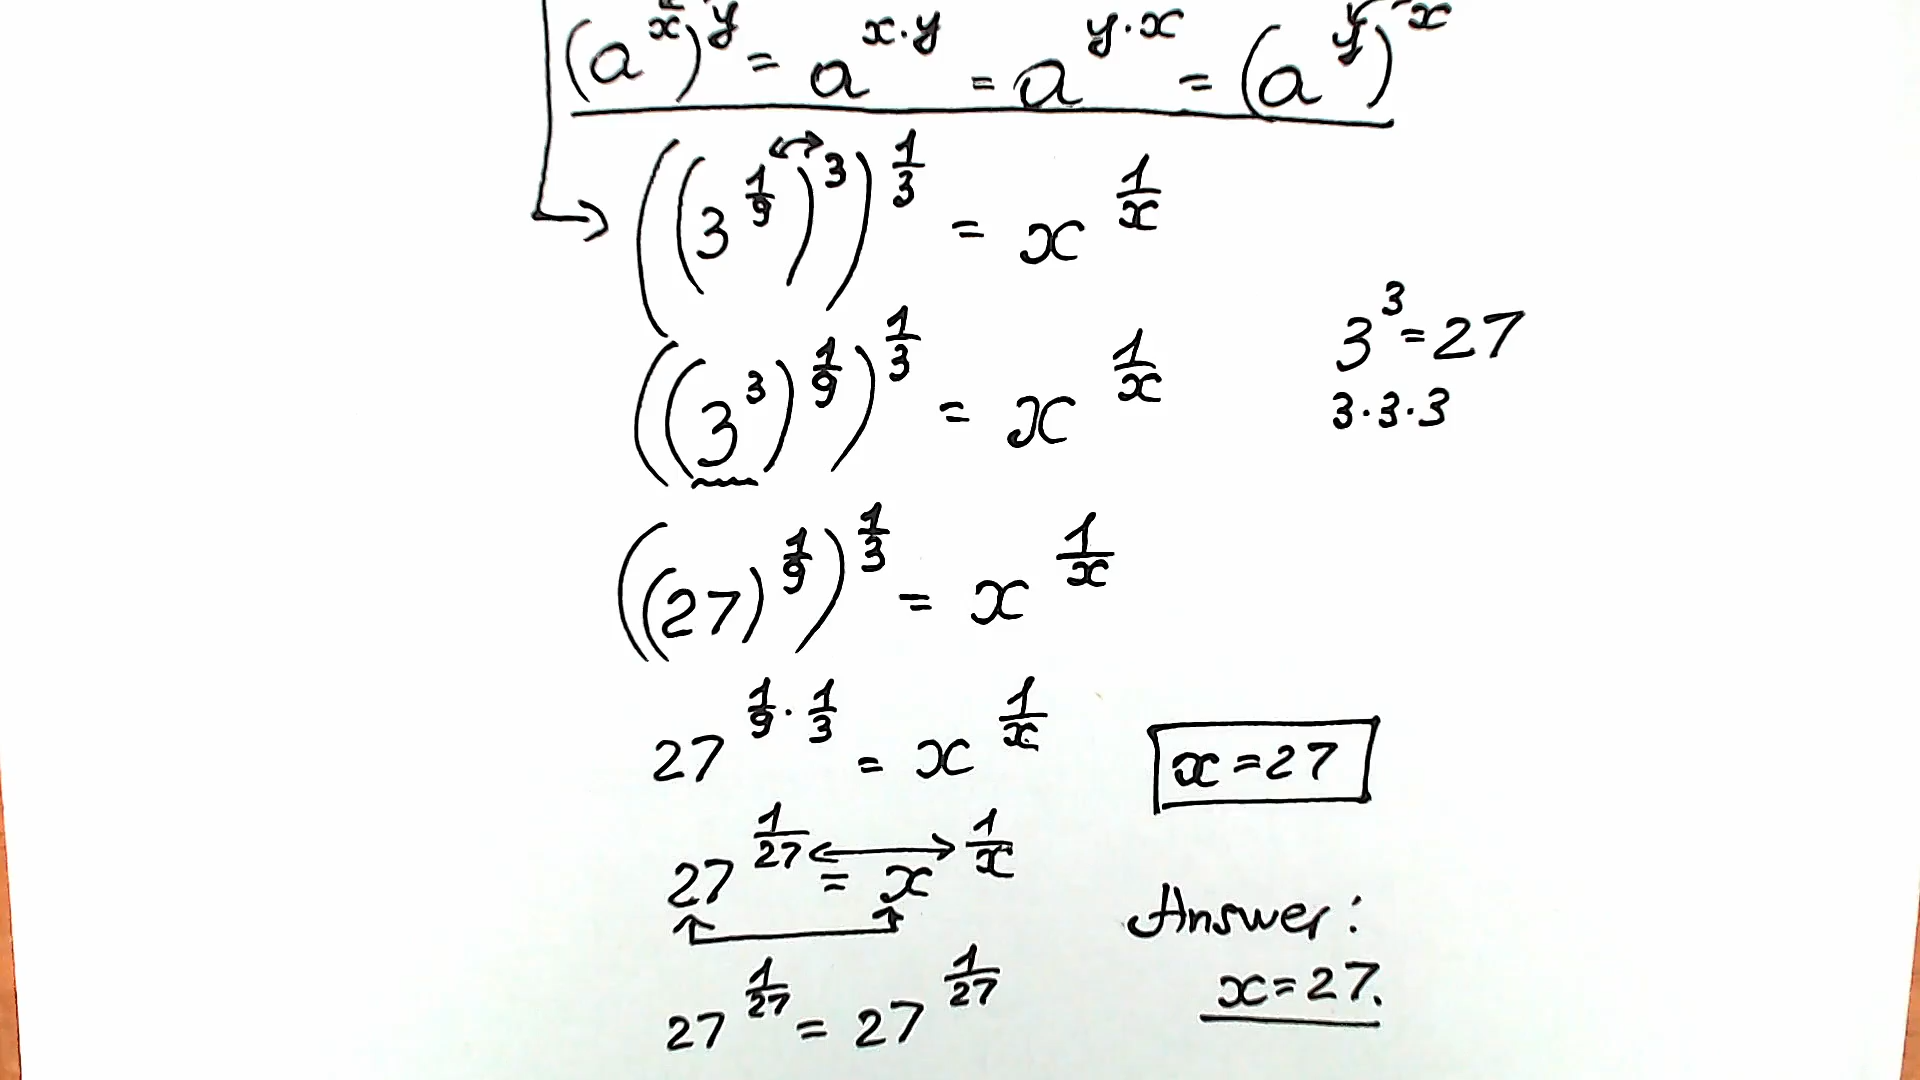 (a^x)^y = a^(x·y) = a^(y·x) = (a^y)^x
((3^(1/9))^3)^(1/3) = x^(1/x)
((3^3)^(1/9))^(1/3) = x^(1/x)
3^3 = 27
3·3·3
((27)^(1/9))^(1/3) = x^(1/x)
27^(1/9 · 1/3) = x^(1/x)
x = 27
27^(1/27) = x^(1/x)
Answer:
x = 27.
27^(1/27) = 27^(1/27)